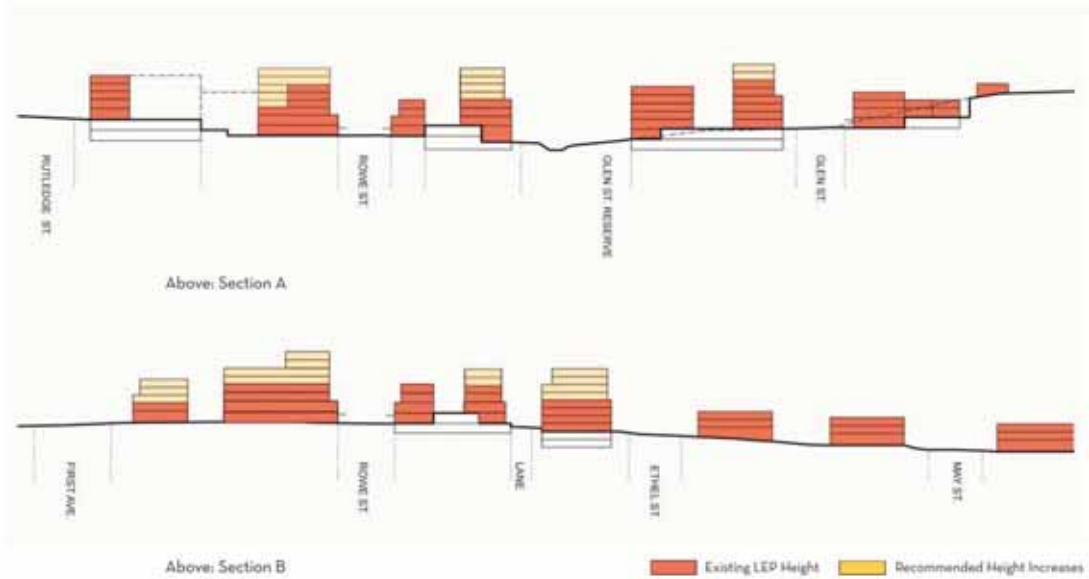 RUTLEDGE ST.
ROWE ST.
GLEN ST. RESERVE
GLEN ST.
Above: Section A
FIRST AVE.
ROWE ST.
LANE
ETHEL ST
MAY ST.
Above: Section B
Existing LEP Height
Recommended Height Increases